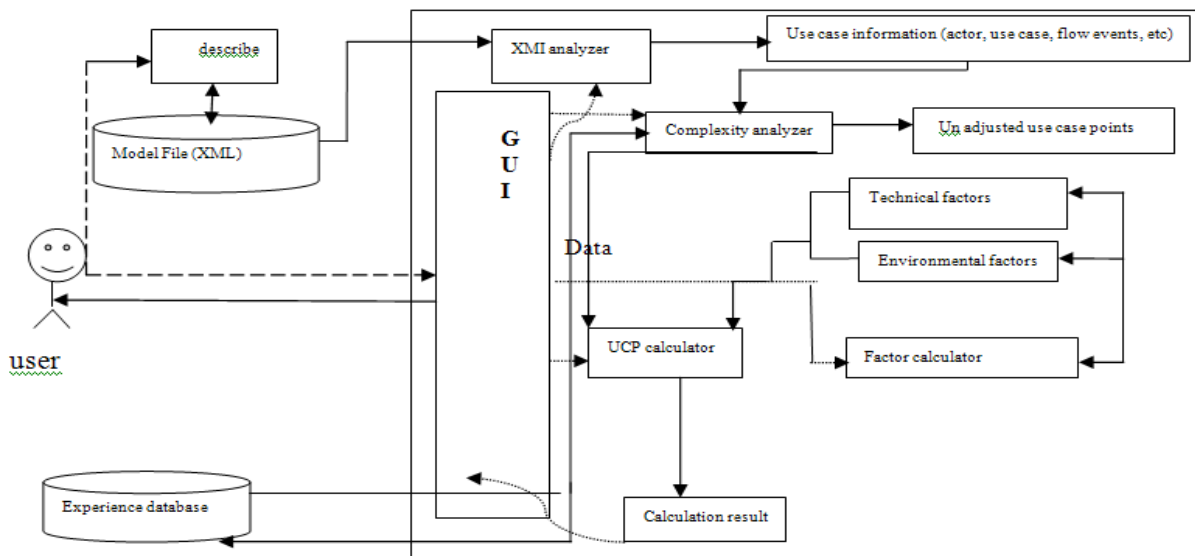 describe
XMI analyzer
Use case information (actor, use case, flow events, etc)
Model File (XML)
G
U
I
Complexity analyzer
Un adjusted use case points
Technical factors
Data
Environmental factors
user
UCP calculator
Factor calculator
Experience database
Calculation result